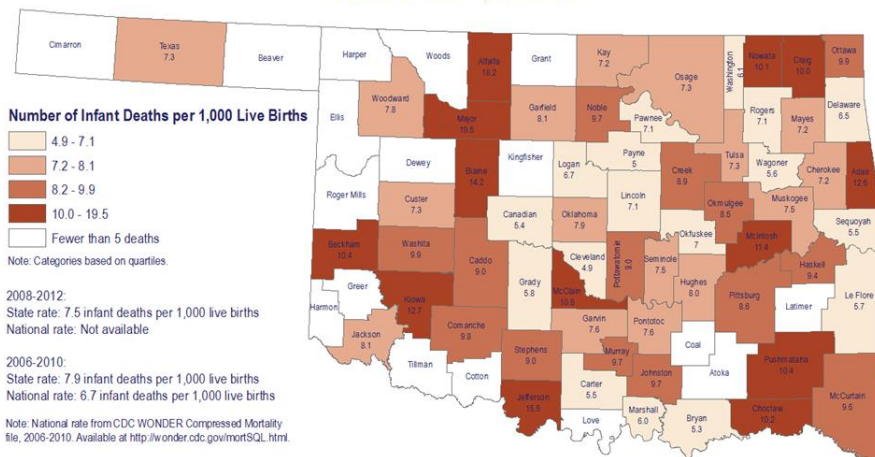 Cimarron
Texas
7.3
Beaver
Harper
Woods
Alfalfa
18.2
Grant
Kay
7.2
Osage
7.3
Washington
6.1
Nowata
10.1
Craig
10.0
Ottawa
9.9
Woodward
7.8
Major
19.5
Garfield
8.1
Noble
9.7
Pawnee
7.1
Rogers
7.1
Mayes
7.2
Delaware
6.5
Ellis
Dewey
Blaine
14.2
Kingfisher
Logan
6.7
Payne
5
Creek
8.9
Tulsa
7.3
Wagoner
5.6
Cherokee
7.2
Adair
12.6
Roger Mills
Custer
7.3
Canadian
5.4
Oklahoma
7.9
Lincoln
7.1
Okmulgee
8.5
Muskogee
7.5
Sequoyah
5.5
Okfuskee
7
McIntosh
11.4
Beckham
10.4
Washita
9.9
Caddo
9.0
Cleveland
4.9
Pottawatomie
9.0
Seminole
7.5
Haskell
9.4
Greer
Kiowa
12.7
Grady
5.8
McClain
Hughes
8.0
Pittsburg
8.6
Latimer
Le Flore
5.7
Harmon
Jackson
8.1
Comanche
9.8
Garvin
7.6
Pontotoc
7.6
Coal
Tillman
Cotton
Stephens
9.0
Murray
9.7
Johnston
9.7
Atoka
Pushmataha
10.4
McCurtain
9.6
Jefferson
Carter
5.5
Love
Marshall
6.0
Bryan
5.3
Choctaw
10.2
Number of Infant Deaths per 1,000 Live Births
4.9 - 7.1
7.2 - 8.1
8.2 - 9.9
10.0 - 19.5
Fewer than 5 deaths
Note: Categories based on quartiles.
2008-2012:
State rate: 7.5 infant deaths per 1,000 live births
National rate: Not available
2006-2010:
State rate: 7.9 infant deaths per 1,000 live births
National rate: 6.7 infant deaths per 1,000 live births
Note: National rate from CDC WONDER Compressed Mortality
file, 2006-2010. Available at http://wonder.cdc.gov/mortSQL.html.